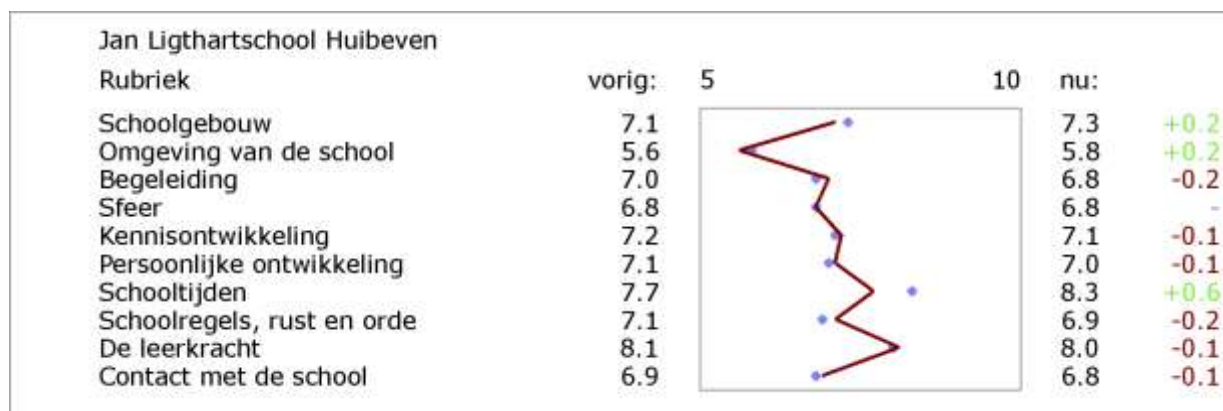 Jan Ligthartschool Huibeven
Rubriek vorig: 5 10 nu:
Schoolgebouw 7.1 7.3 +0.2
Omgeving van de school 5.6 5.8 +0.2
Begeleiding 7.0 6.8 -0.2
Sfeer 6.8 6.8 -
Kennisontwikkeling 7.2 7.1 -0.1
Persoonlijke ontwikkeling 7.1 7.0 -0.1
Schooltijden 7.7 8.3 +0.6
Schoolregels, rust en orde 7.1 6.9 -0.2
De leerkracht 8.1 8.0 -0.1
Contact met de school 6.9 6.8 -0.1